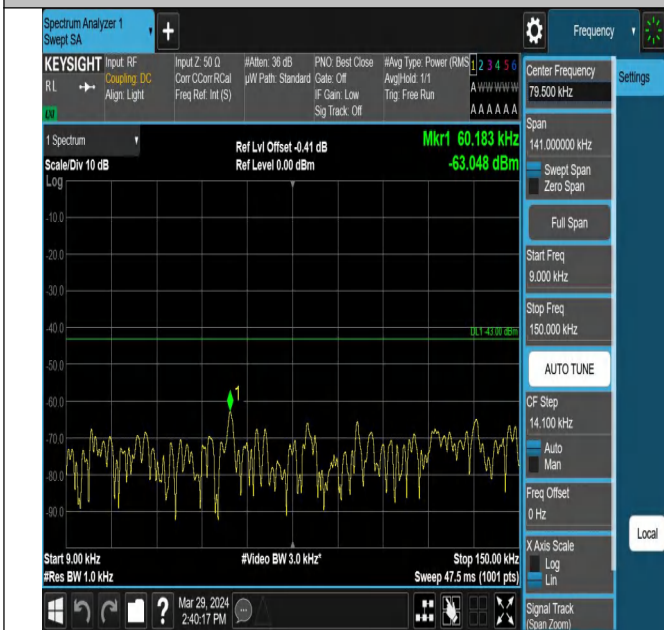 Spectrum Analyzer 1
Swept SA
Frequency
KEYSIGHT
RL
Input: RF
Coupling: DC
Align: Light
Input Z: 50 Ω
Corr CCorr RCal
Freq Ref: Int (S)
#Atten: 36 dB
µW Path: Standard
PNO: Best Close
Gate: Off
IF Gain: Low
Sig Track: Off
#Avg Type: Power (RMS
Avg|Hold: 1/1
Trig: Free Run
1 2 3 4 5 6
A W W W W W
A A A A A A
1 Spectrum
Scale/Div 10 dB
Log
Ref Lvl Offset -0.41 dB
Ref Level 0.00 dBm
Mkr1 60.183 kHz
-63.048 dBm
-10.0
-20.0
-30.0
-40.0
-50.0
-60.0
-70.0
-80.0
-90.0
DL1 -43.00 dBm
1
Start 9.00 kHz
#Res BW 1.0 kHz
#Video BW 3.0 kHz*
Stop 150.00 kHz
Sweep 47.5 ms (1001 pts)
Mar 29, 2024
2:40:17 PM
Center Frequency
79.500 kHz
Span
141.000000 kHz
Swept Span
Zero Span
Full Span
Start Freq
9.000 kHz
Stop Freq
150.000 kHz
AUTO TUNE
CF Step
14.100 kHz
Auto
Man
Freq Offset
0 Hz
X Axis Scale
Log
Lin
Signal Track
(Span Zoom)
Settings
Local